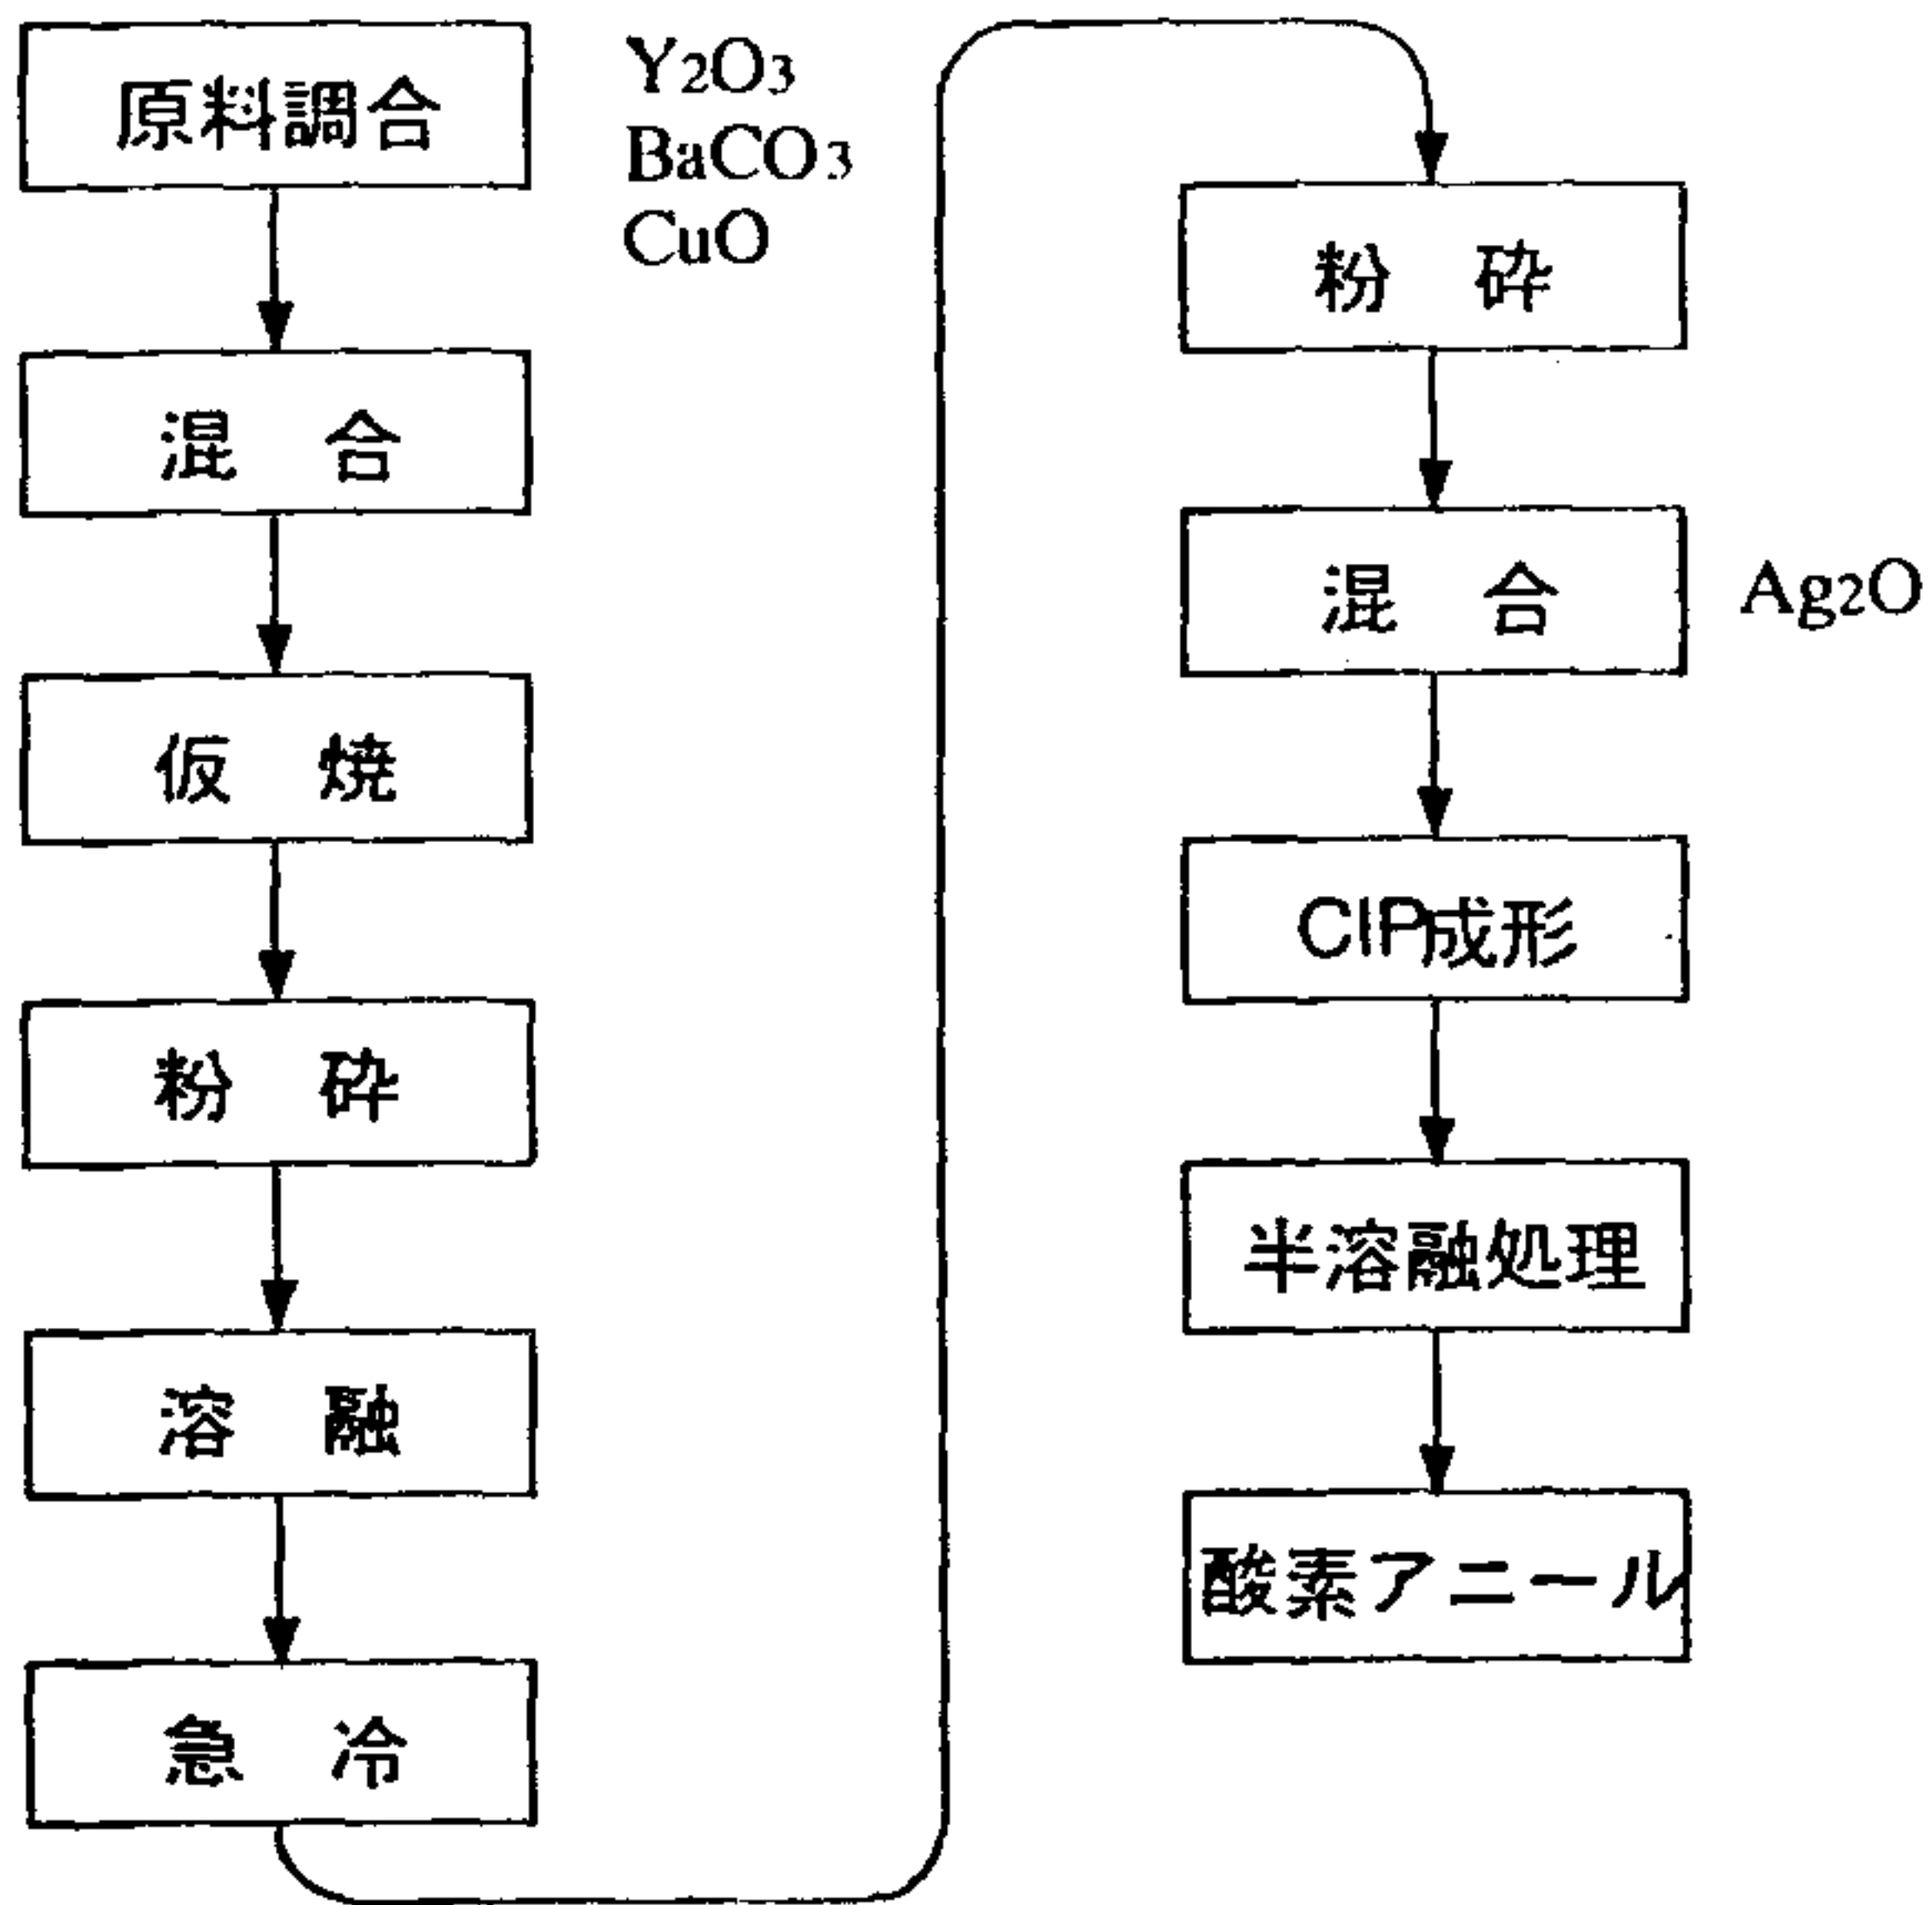 原料調合
Y2O3
BaCO3
CuO
混 合
仮 焼
粉 砕
溶 融
急 冷
粉 砕
混 合
Ag2O
CIP成形
半溶融処理
酸素アニール